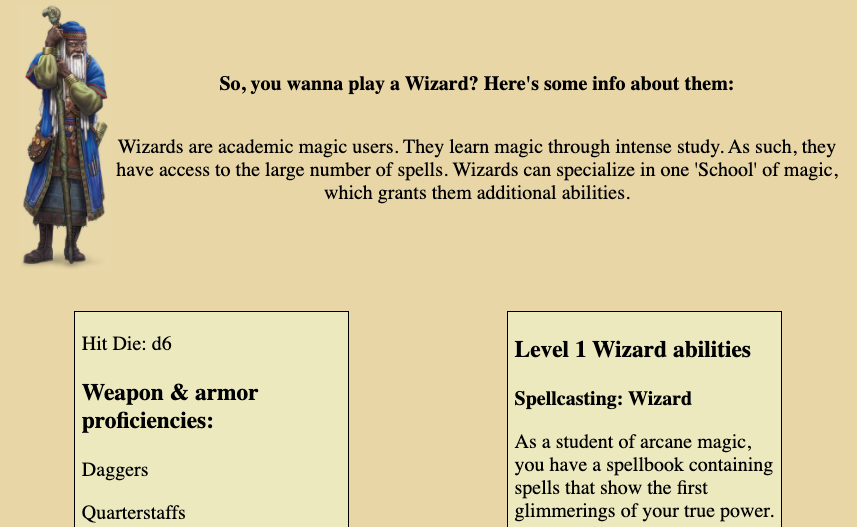 So, you wanna play a Wizard? Here's some info about them:
Wizards are academic magic users. They learn magic through intense study. As such, they
have access to the large number of spells. Wizards can specialize in one 'School' of magic,
which grants them additional abilities.
Hit Die: d6
Weapon & armor
proficiencies:
Daggers
Quarterstaffs
Level 1 Wizard abilities
Spellcasting: Wizard
As a student of arcane magic,
you have a spellbook containing
spells that show the first
glimmerings of your true power.